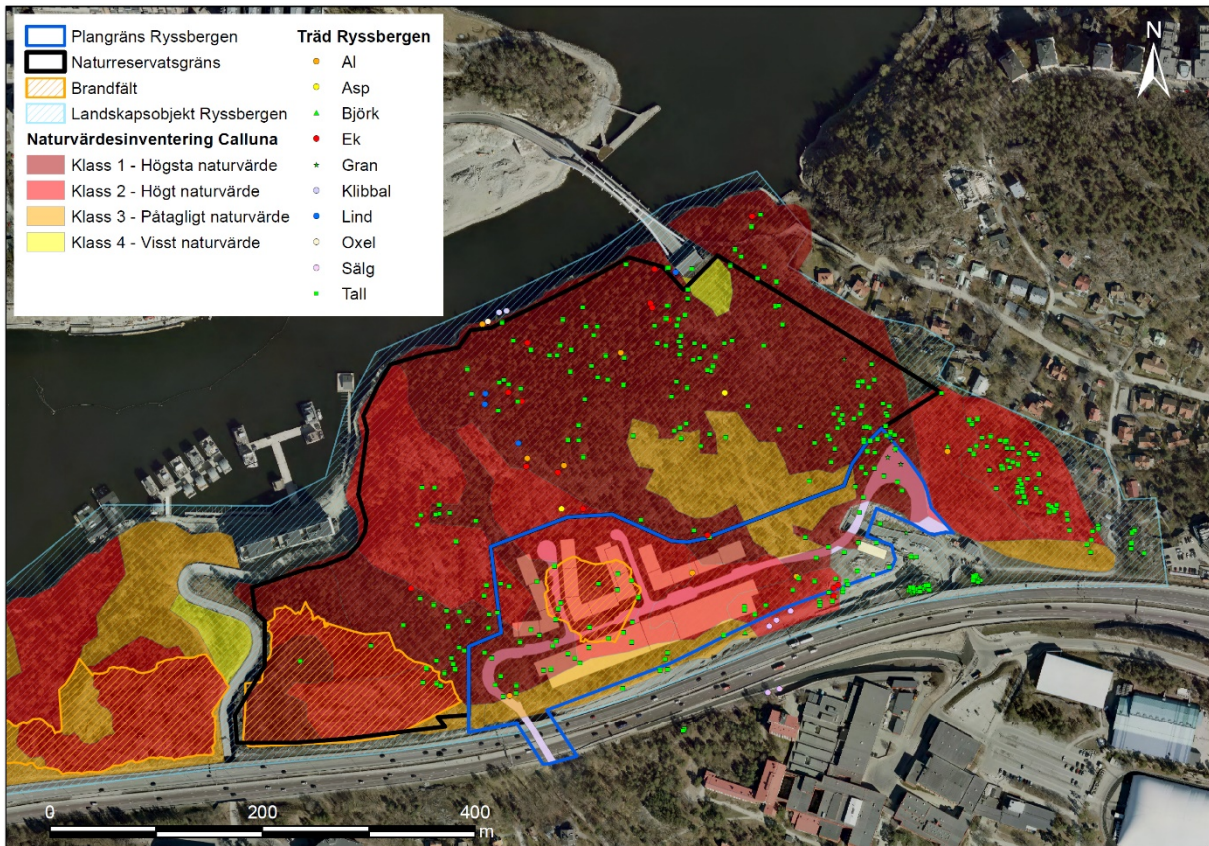 Plangräns Ryssbergen
Naturreservatsgräns
Brandfält
Landskapsobjekt Ryssbergen
Naturvärdesinventering Calluna
Klass 1 - Högsta naturvärde
Klass 2 - Högt naturvärde
Klass 3 - Påtagligt naturvärde
Klass 4 - Visst naturvärde
Träd Ryssbergen
Al
Asp
Björk
Ek
Gran
Klibbal
Lind
Oxel
Sälg
Tall
N
0 200 400
m